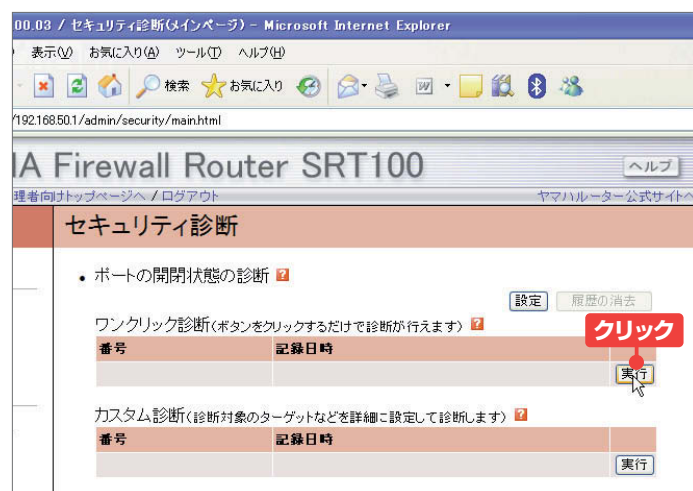 00.03 / セキュリティ診断(メインページ) - Microsoft Internet Explorer
表示(V) お気に入り(A) ツール(T) ヘルプ(H)
検索 お気に入り
/192.168.50.1/admin/security/main.html
HA Firewall Router SRT100
ヘルプ
理者向けトップページへ / ログアウト ヤマハルーター公式サイトへ
セキュリティ診断
• ポートの開閉状態の診断 ?
設定 履歴の消去
ワンクリック診断(ボタンをクリックするだけで診断が行えます) ?
クリック
番号 記録日時
実行
カスタム診断(診断対象のターゲットなどを詳細に設定して診断します) ?
番号 記録日時
実行